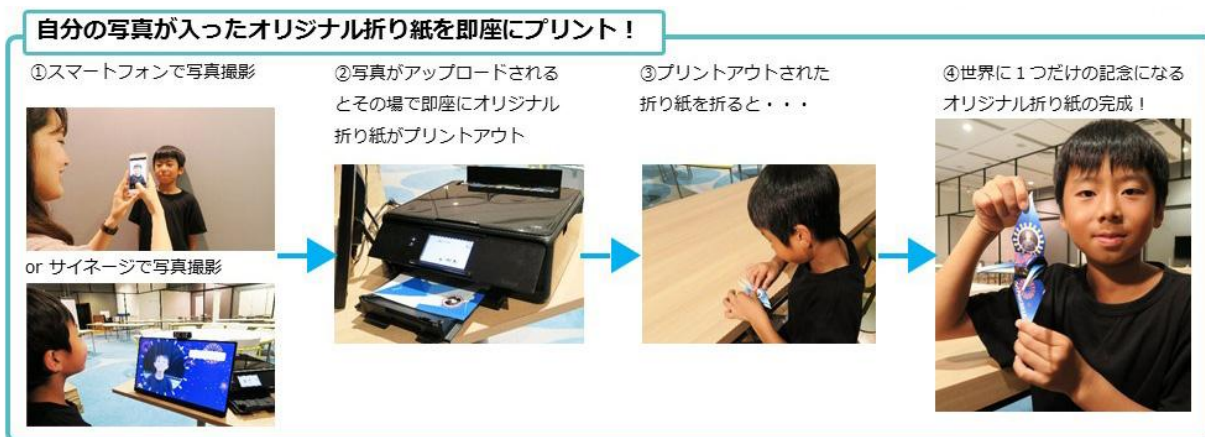 自分の写真が入ったオリジナル折り紙を即座にプリント！
①スマートフォンで写真撮影
or サイネージで写真撮影
②写真がアップロードされる
とその場で即座にオリジナル
折り紙がプリントアウト
③プリントアウトされた
折り紙を折ると・・・
④世界に１つだけの記念になる
オリジナル折り紙の完成！